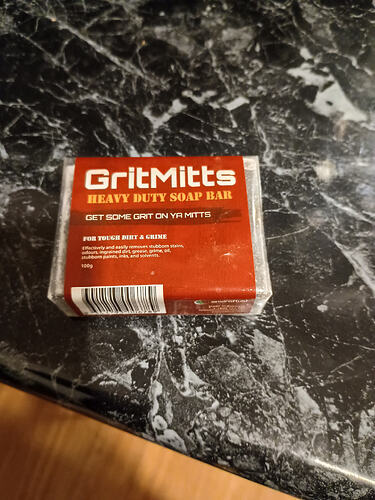 GritMitts
HEAVY DUTY SOAP BAR
GET SOME GRIT ON YA MITTS
FOR TOUGH DIRT & GRIME
Effectively and easily removes stubborn stains,
odours, ingrained dirt, grease, grime, oil,
stubborn paints, inks, and solvents.
100g